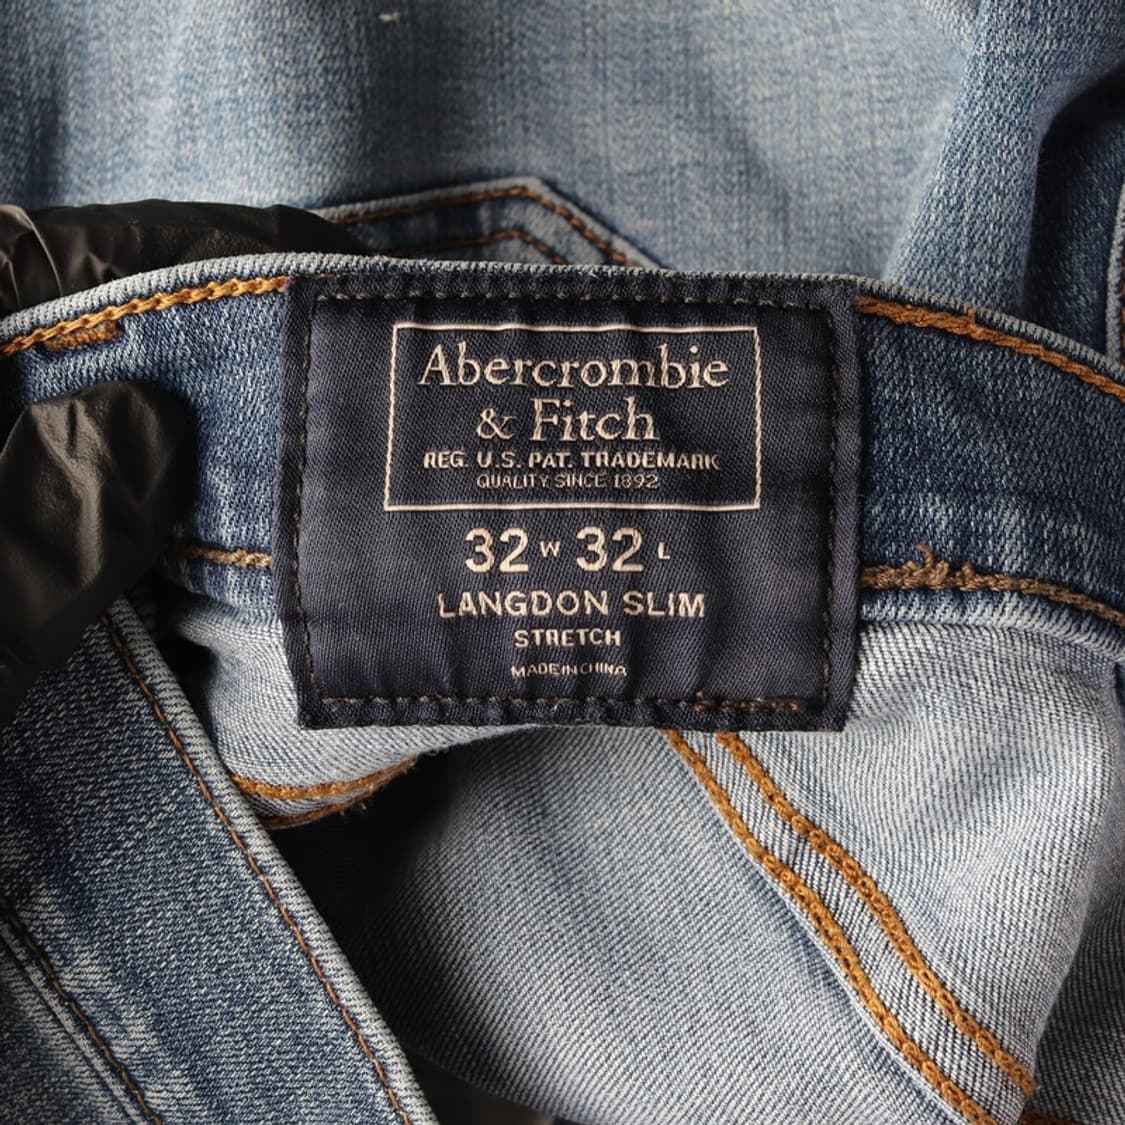 Abercrombie
& Fitch
REG. U.S. PAT. TRADEMARK
QUALITY SINCE 1892
32 W 32 L
LANGDON SLIM
STRETCH
MADE IN CHINA